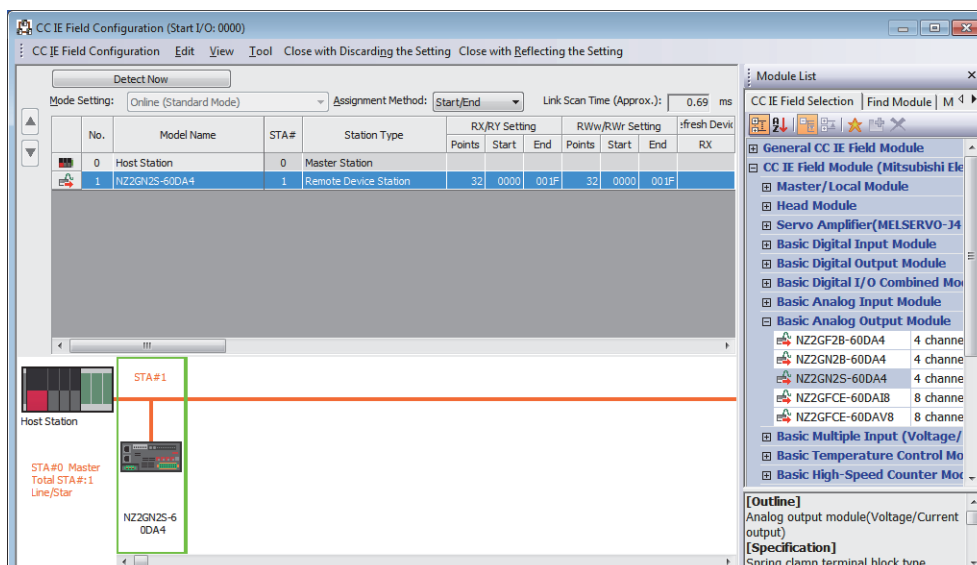 CC IE Field Configuration (Start I/O: 0000)
CC IE Field Configuration Edit View Tool Close with Discarding the Setting Close with Reflecting the Setting
Detect Now
Mode Setting: Online (Standard Mode) Assignment Method: Start/End Link Scan Time (Approx.): 0.69 ms
No. Model Name STA# Station Type RX/RY Setting RWw/RWr Setting :fresh Devic
Points Start End Points Start End RX
0 Host Station 0 Master Station
1 NZ2GN2S-60DA4 1 Remote Device Station 32 0000 001F 32 0000 001F
STA#1
Host Station
STA#0 Master
Total STA#:1
Line/Star
NZ2GN2S-6
0DA4
Module List
CC IE Field Selection Find Module M
General CC IE Field Module
CC IE Field Module (Mitsubishi Ele
Master/Local Module
Head Module
Servo Amplifier(MELSERVO-J4
Basic Digital Input Module
Basic Digital Output Module
Basic Digital I/O Combined Mo
Basic Analog Input Module
Basic Analog Output Module
NZ2GF2B-60DA4 4 channe
NZ2GN2B-60DA4 4 channe
NZ2GN2S-60DA4 4 channe
NZ2GFCE-60DAI8 8 channe
NZ2GFCE-60DAV8 8 channe
Basic Multiple Input (Voltage/
Basic Temperature Control Mo
Basic High-Speed Counter Moc
[Outline]
Analog output module(Voltage/Current
output)
[Specification]
Spring clamp terminal block type